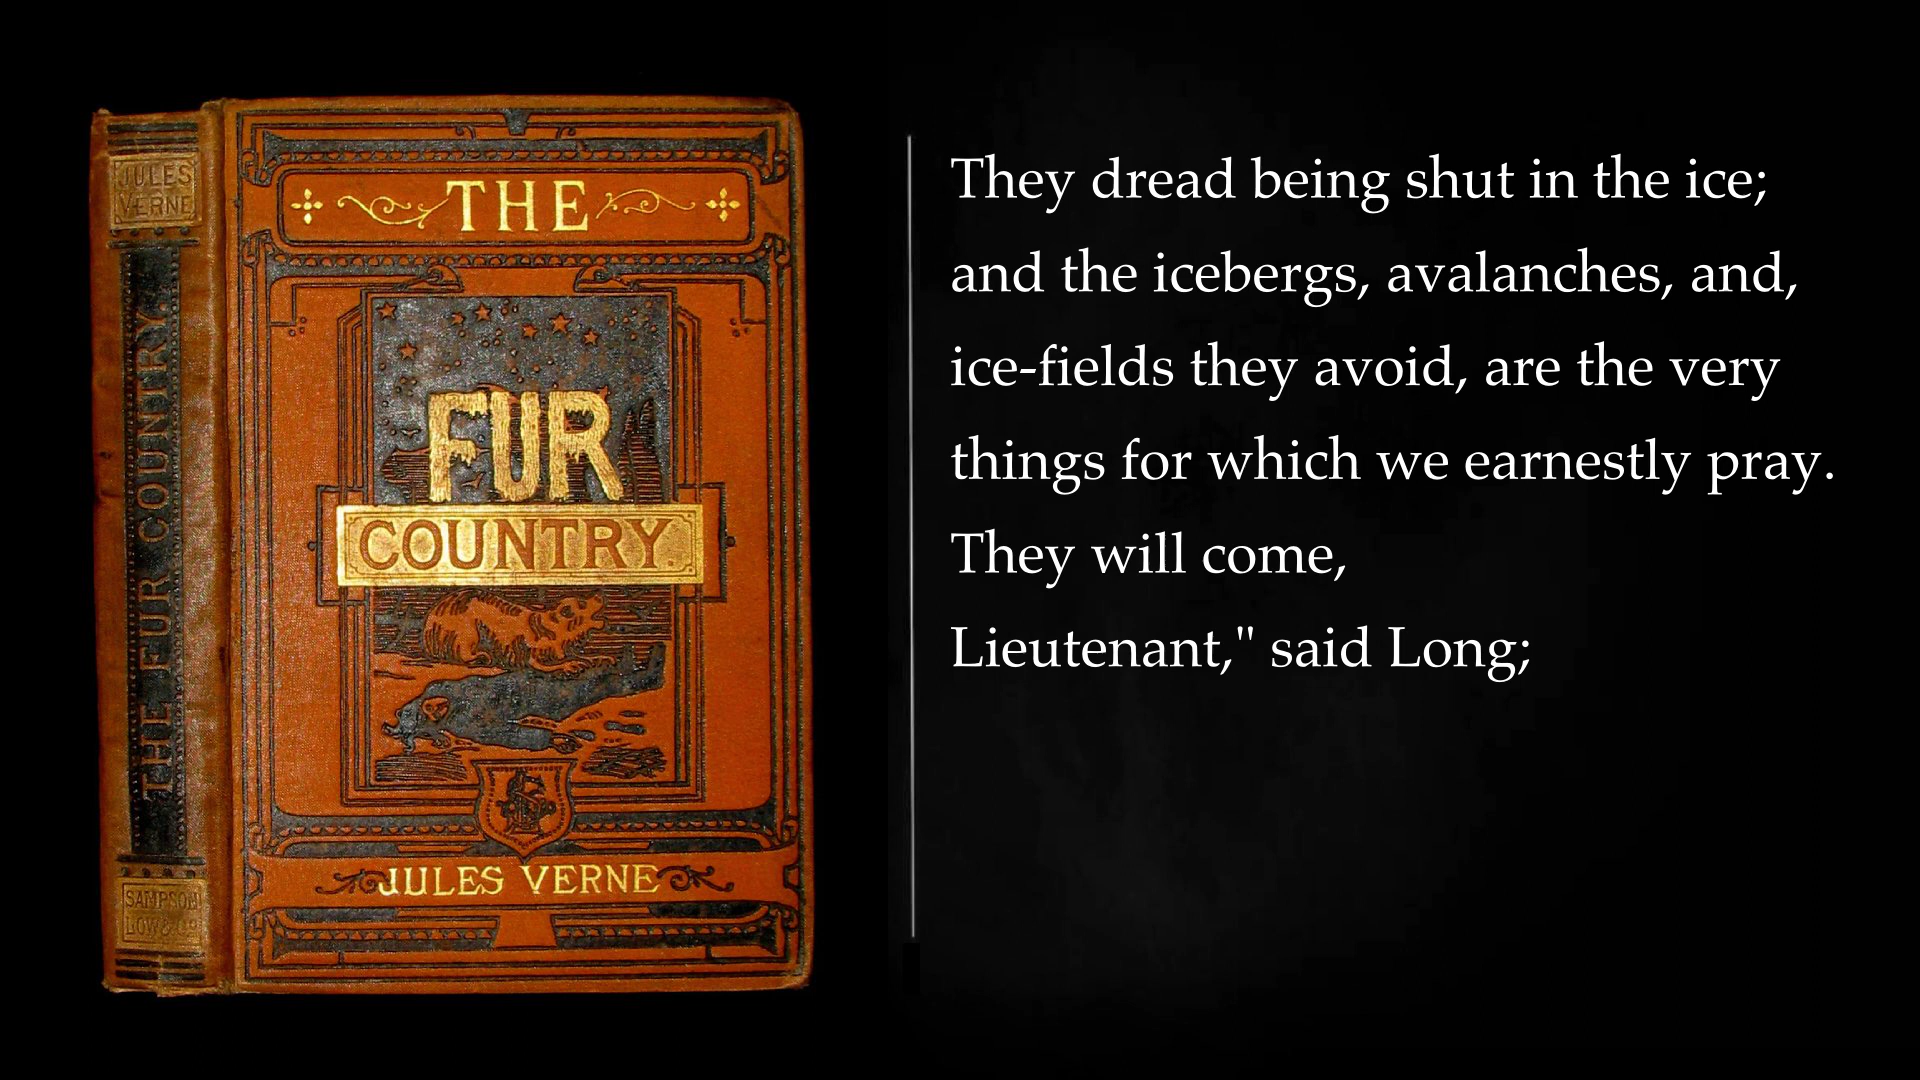 JULES
VERNE
THE FUR COUNTRY.
SAMPSON
LOW & Co
THE
FUR
COUNTRY.
JULES VERNE
They dread being shut in the ice;
and the icebergs, avalanches, and,
ice-fields they avoid, are the very
things for which we earnestly pray.
They will come,
Lieutenant," said Long;